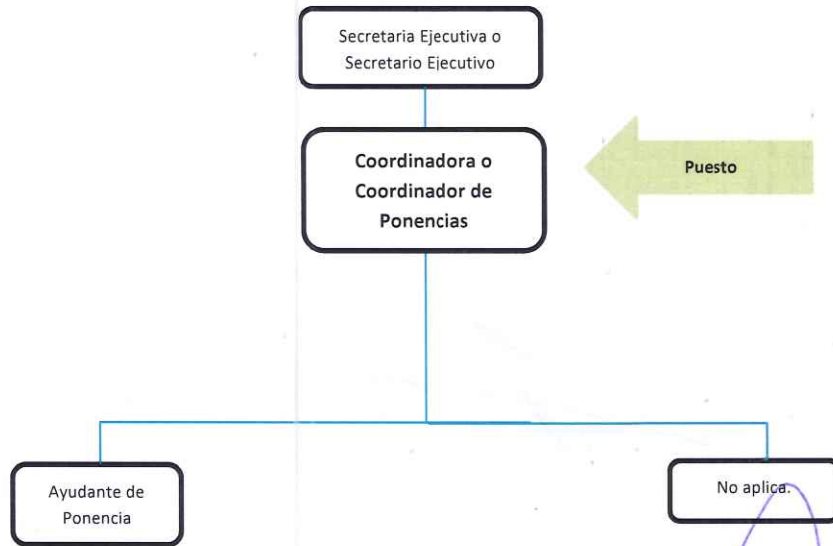 Secretaria Ejecutiva o
Secretario Ejecutivo
Coordinadora o
Coordinador de
Ponencias
Puesto
Ayudante de
Ponencia
No aplica.